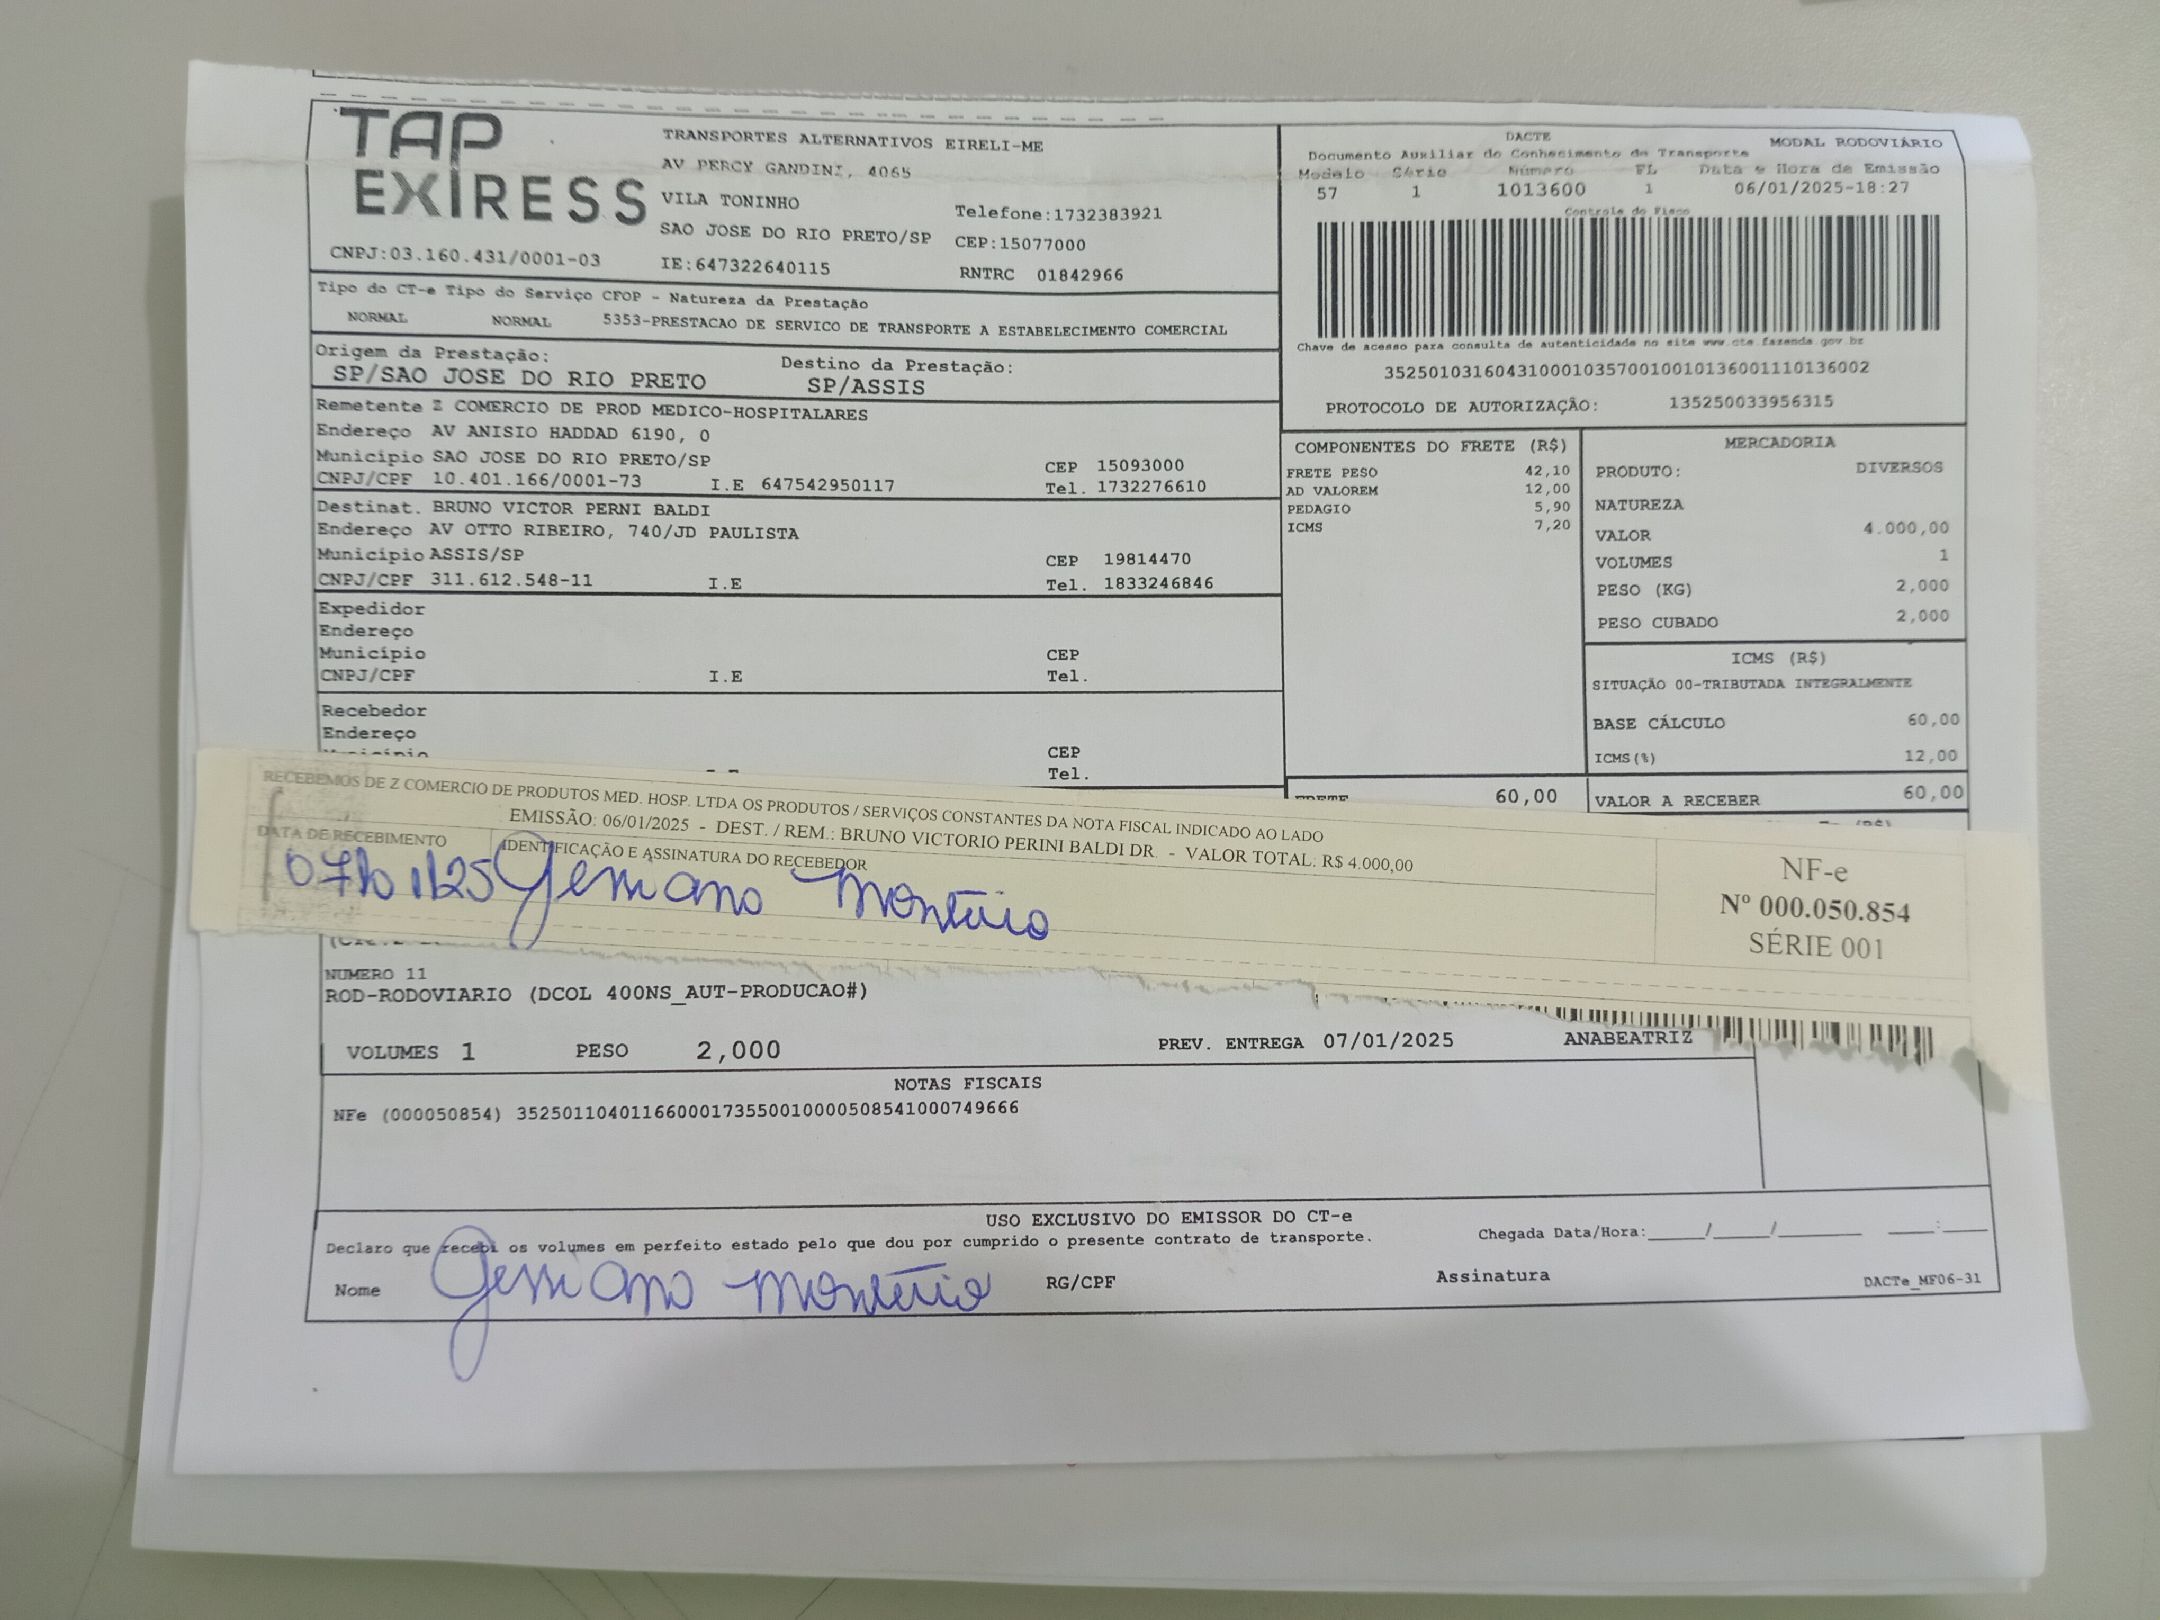 TAP
EXIRESS
CNPJ:03.160.431/0001-03
TRANSPORTES ALTERNATIVOS EIRELI-ME
AV PERCY GANDINI, 4065
VILA TONINHO
Telefone:1732383921
SAO JOSE DO RIO PRETO/SP
CEP:15077000
IE:647322640115
RNTRC 01842966
DACTE
MODAL RODOVIÁRIO
Documento Auxiliar do Conhecimento de Transporte
Modelo Série Número FL Data e Hora de Emissão
57 1 1013600 1 06/01/2025-18:27
Controle do Fisco
Chave de acesso para consulta de autenticidade no site www.cte.fazenda.gov.br
35250103160431000103570010010136001110136002
PROTOCOLO DE AUTORIZAÇÃO: 135250033956315
Tipo do CT-e Tipo do Serviço CFOP - Natureza da Prestação
NORMAL NORMAL 5353-PRESTACAO DE SERVICO DE TRANSPORTE A ESTABELECIMENTO COMERCIAL
Origem da Prestação: Destino da Prestação:
SP/SAO JOSE DO RIO PRETO SP/ASSIS
Remetente Z COMERCIO DE PROD MEDICO-HOSPITALARES
Endereço AV ANISIO HADDAD 6190, 0
Município SAO JOSE DO RIO PRETO/SP CEP 15093000
CNPJ/CPF 10.401.166/0001-73 I.E 647542950117 Tel. 1732276610
Destinat. BRUNO VICTOR PERNI BALDI
Endereço AV OTTO RIBEIRO, 740/JD PAULISTA
Município ASSIS/SP CEP 19814470
CNPJ/CPF 311.612.548-11 I.E Tel. 1833246846
Expedidor
Endereço
Município CEP
CNPJ/CPF I.E Tel.
Recebedor
Endereço
Município CEP
Tel.
COMPONENTES DO FRETE (R$)
FRETE PESO 42,10
AD VALOREM 12,00
PEDAGIO 5,90
ICMS 7,20
FRETE 60,00
MERCADORIA
PRODUTO: DIVERSOS
NATUREZA
VALOR 4.000,00
VOLUMES 1
PESO (KG) 2,000
PESO CUBADO 2,000
ICMS (R$)
SITUAÇÃO 00-TRIBUTADA INTEGRALMENTE
BASE CÁLCULO 60,00
ICMS(%) 12,00
VALOR A RECEBER 60,00
RECEBEMOS DE Z COMERCIO DE PRODUTOS MED. HOSP. LTDA OS PRODUTOS / SERVIÇOS CONSTANTES DA NOTA FISCAL INDICADO AO LADO
EMISSÃO: 06/01/2025 - DEST. / REM.: BRUNO VICTORIO PERINI BALDI DR. - VALOR TOTAL: R$ 4.000,00
DATA DE RECEBIMENTO IDENTIFICAÇÃO E ASSINATURA DO RECEBEDOR
07/01/25 Gemiano Monteiro
NF-e
Nº 000.050.854
SÉRIE 001
NUMERO 11
ROD-RODOVIARIO (DCOL 400NS_AUT-PRODUCAO#)
VOLUMES 1 PESO 2,000 PREV. ENTREGA 07/01/2025 ANABEATRIZ
NOTAS FISCAIS
NFe (000050854) 35250110401166000173550010000508541000749666
USO EXCLUSIVO DO EMISSOR DO CT-e
Declaro que recebi os volumes em perfeito estado pelo que dou por cumprido o presente contrato de transporte. Chegada Data/Hora:_____/_____/_______ ____:____
Nome Gemiano Monteiro RG/CPF Assinatura DACTe_MF06-31